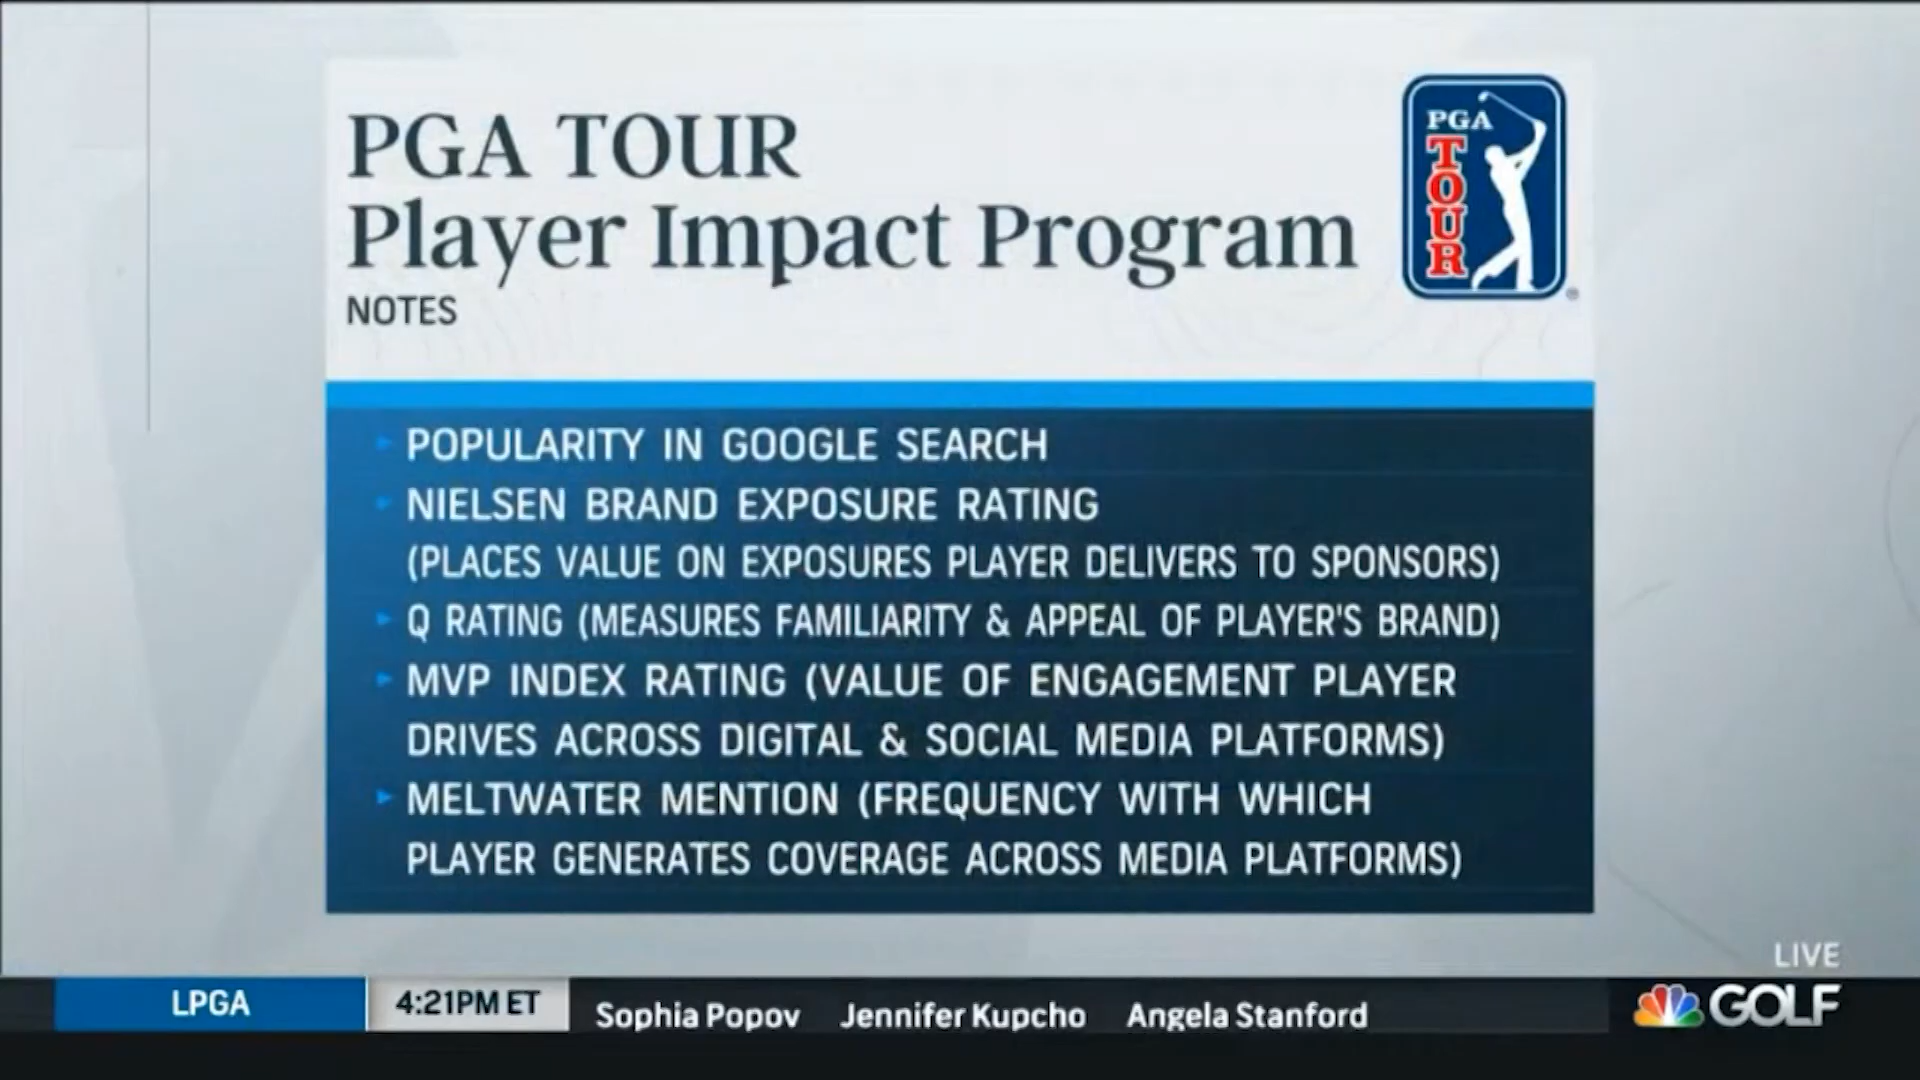 PGA TOUR
Player Impact Program
NOTES
PGA
TOUR
®
POPULARITY IN GOOGLE SEARCH
NIELSEN BRAND EXPOSURE RATING
(PLACES VALUE ON EXPOSURES PLAYER DELIVERS TO SPONSORS)
Q RATING (MEASURES FAMILIARITY & APPEAL OF PLAYER'S BRAND)
MVP INDEX RATING (VALUE OF ENGAGEMENT PLAYER
DRIVES ACROSS DIGITAL & SOCIAL MEDIA PLATFORMS)
MELTWATER MENTION (FREQUENCY WITH WHICH
PLAYER GENERATES COVERAGE ACROSS MEDIA PLATFORMS)
LIVE
LPGA 4:21PM ET Sophia Popov Jennifer Kupcho Angela Stanford GOLF